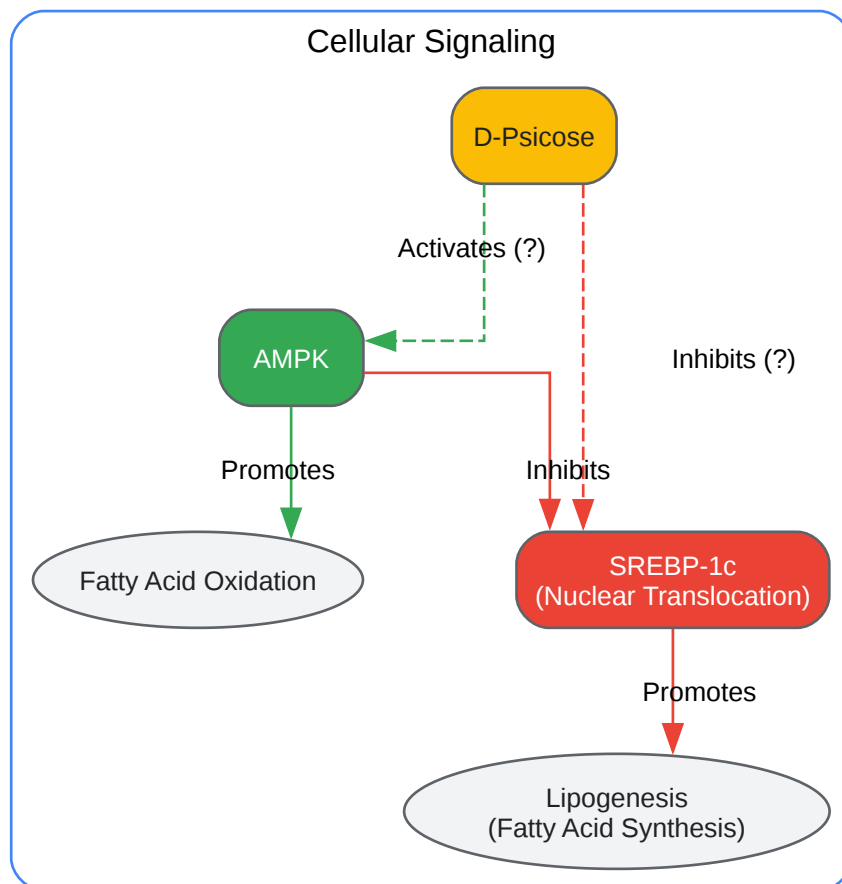 Cellular Signaling
D-Psicose
Activates (?)
AMPK
Inhibits (?)
Promotes
Inhibits
Fatty Acid Oxidation
SREBP-1c
(Nuclear Translocation)
Promotes
Lipogenesis
(Fatty Acid Synthesis)